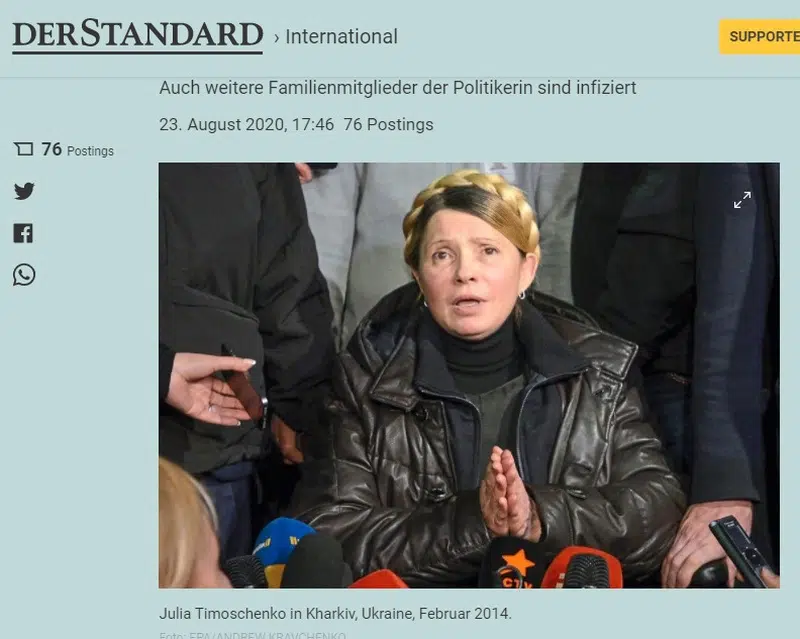 DERSTANDARD › International
SUPPORTE
Auch weitere Familienmitglieder der Politikerin sind infiziert
23. August 2020, 17:46 76 Postings
76 Postings
СТУ
Julia Timoschenko in Kharkiv, Ukraine, Februar 2014.
Foto: EPA/ANDREW KRAVCHENKO